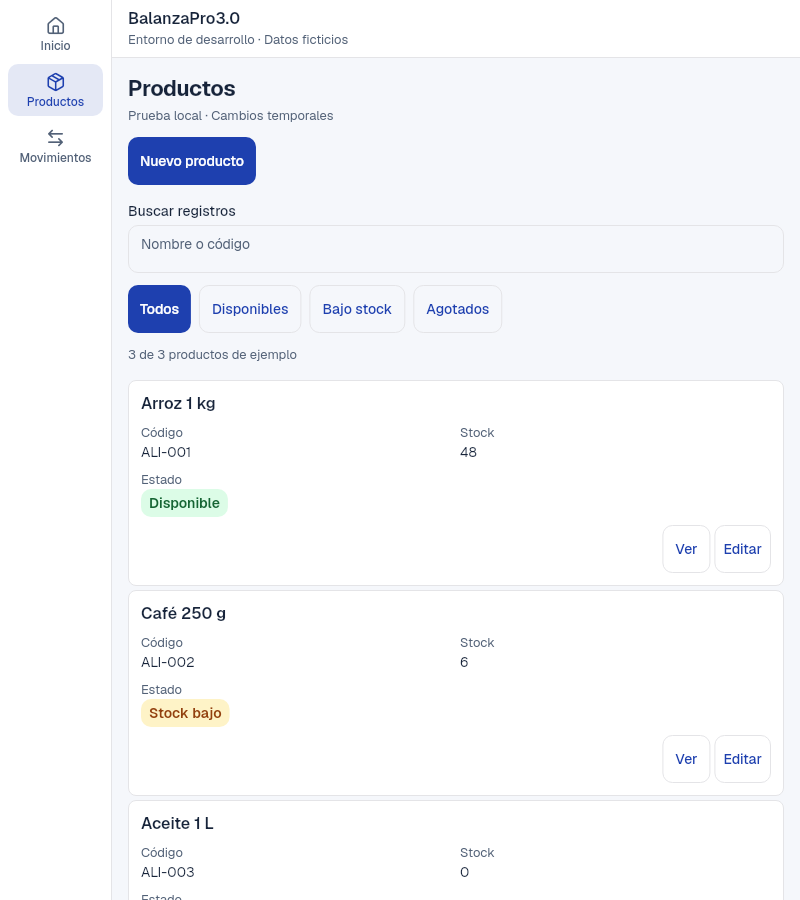 Inicio
Productos
Movimientos
BalanzaPro3.0
Entorno de desarrollo · Datos ficticios
Productos
Prueba local · Cambios temporales
Nuevo producto
Buscar registros
Nombre o código
Todos Disponibles Bajo stock Agotados
3 de 3 productos de ejemplo
Arroz 1 kg
Código Stock
ALI-001 48
Estado
Disponible
Ver Editar
Café 250 g
Código Stock
ALI-002 6
Estado
Stock bajo
Ver Editar
Aceite 1 L
Código Stock
ALI-003 0
Estado